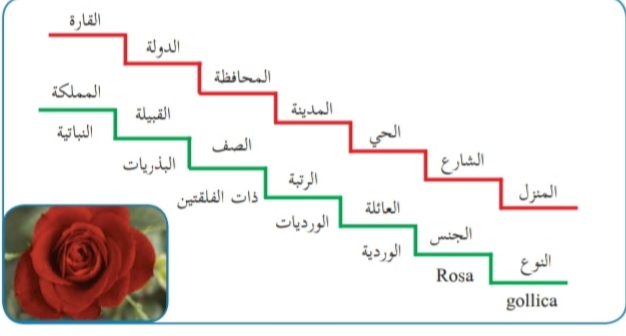 القارة
الدولة
المحافظة
المدينة
الحي
الشارع
المنزل
المملكة
النباتية
القبيلة
البذريات
الصف
ذات الفلقتين
الرتبة
الورديات
العائلة
الوردية
الجنس
Rosa
النوع
gollica